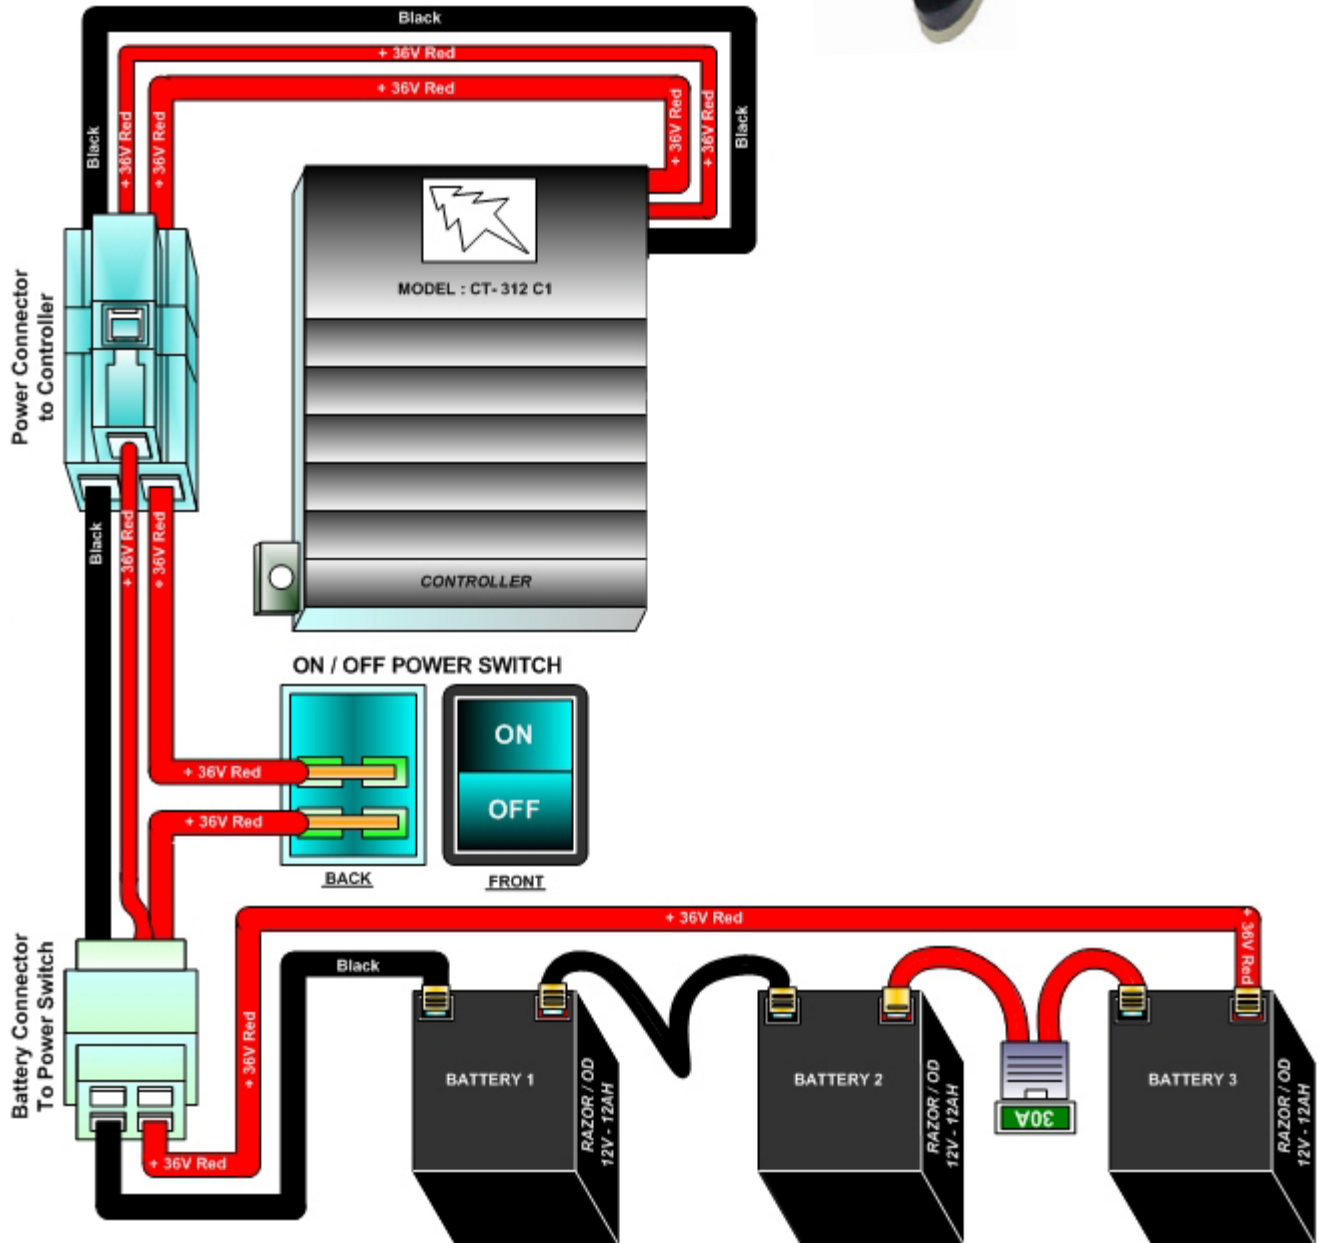 Black
+ 36V Red
+ 36V Red
Black
+ 36V Red
+ 36V Red
+ 36V Red
+ 36V Red
Black
Power Connector
to Controller
MODEL : CT- 312 C1
CONTROLLER
Black
+ 36V Red
+ 36V Red
ON / OFF POWER SWITCH
ON
OFF
+ 36V Red
+ 36V Red
BACK
FRONT
Battery Connector
To Power Switch
+ 36V Red
+ 36V Red
Black
+ 36V Red
+ 36V Red
BATTERY 1
RAZOR / OD
12V - 12AH
BATTERY 2
RAZOR / OD
12V - 12AH
30A
BATTERY 3
RAZOR / OD
12V - 12AH